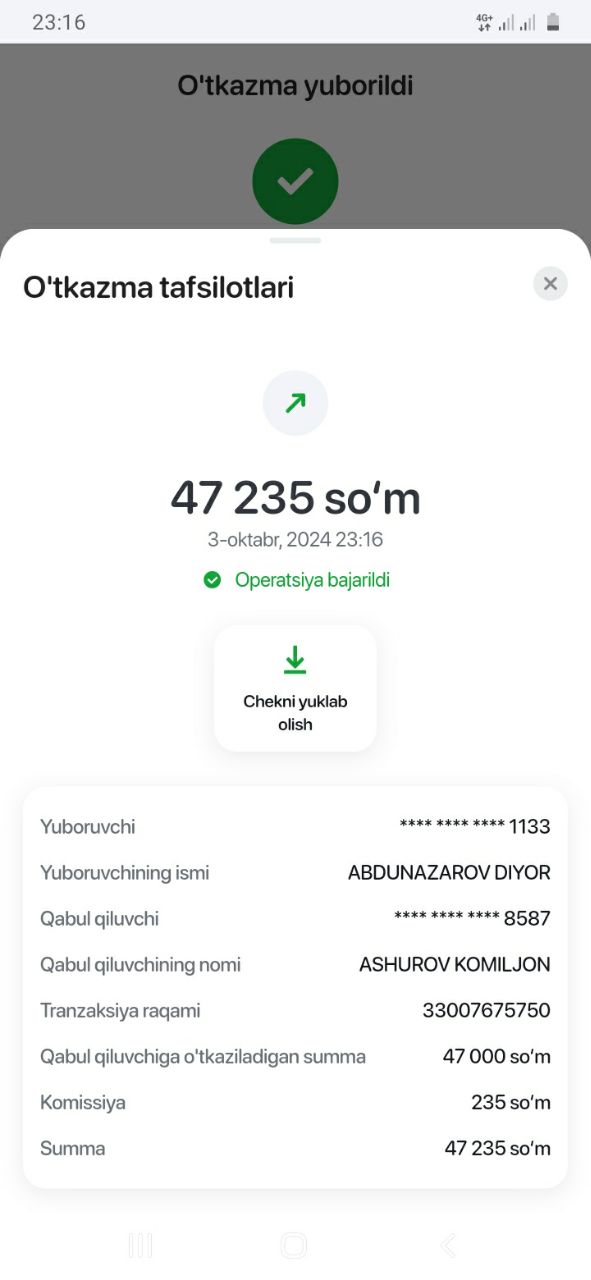 23:16
4G+
O'tkazma yuborildi
O'tkazma tafsilotlari
47 235 so‘m
3-oktabr, 2024 23:16
Operatsiya bajarildi
Chekni yuklab
olish
Yuboruvchi **** **** **** 1133
Yuboruvchining ismi ABDUNAZAROV DIYOR
Qabul qiluvchi **** **** **** 8587
Qabul qiluvchining nomi ASHUROV KOMILJON
Tranzaksiya raqami 33007675750
Qabul qiluvchiga o'tkaziladigan summa 47 000 so‘m
Komissiya 235 so‘m
Summa 47 235 so‘m